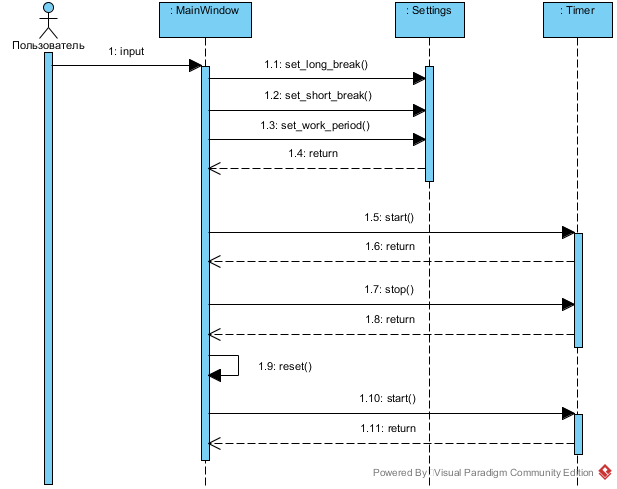 : MainWindow
: Settings
: Timer
Пользователь
1: input
1.1: set_long_break()
1.2: set_short_break()
1.3: set_work_period()
1.4: return
1.5: start()
1.6: return
1.7: stop()
1.8: return
1.9: reset()
1.10: start()
1.11: return
Powered By Visual Paradigm Community Edition